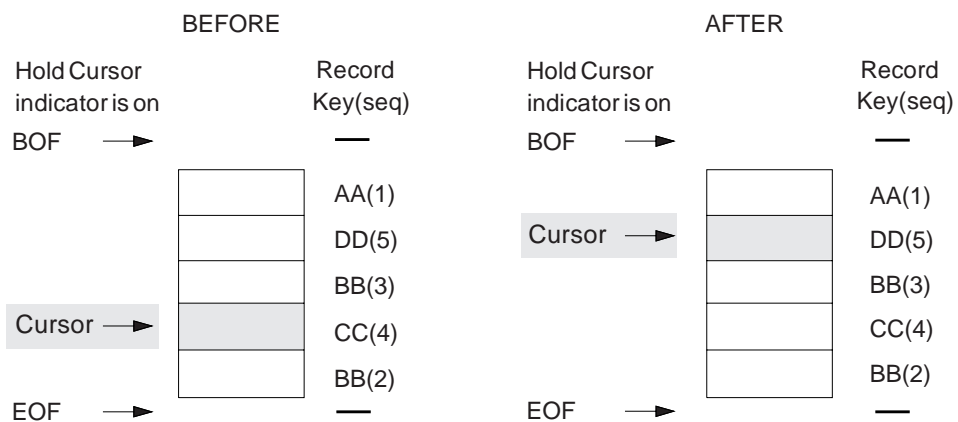 BEFORE
Hold Cursor
indicator is on
Record
Key(seq)
BOF
AA(1)
DD(5)
BB(3)
Cursor
CC(4)
BB(2)
EOF
AFTER
Hold Cursor
indicator is on
Record
Key(seq)
BOF
AA(1)
Cursor
DD(5)
BB(3)
CC(4)
BB(2)
EOF